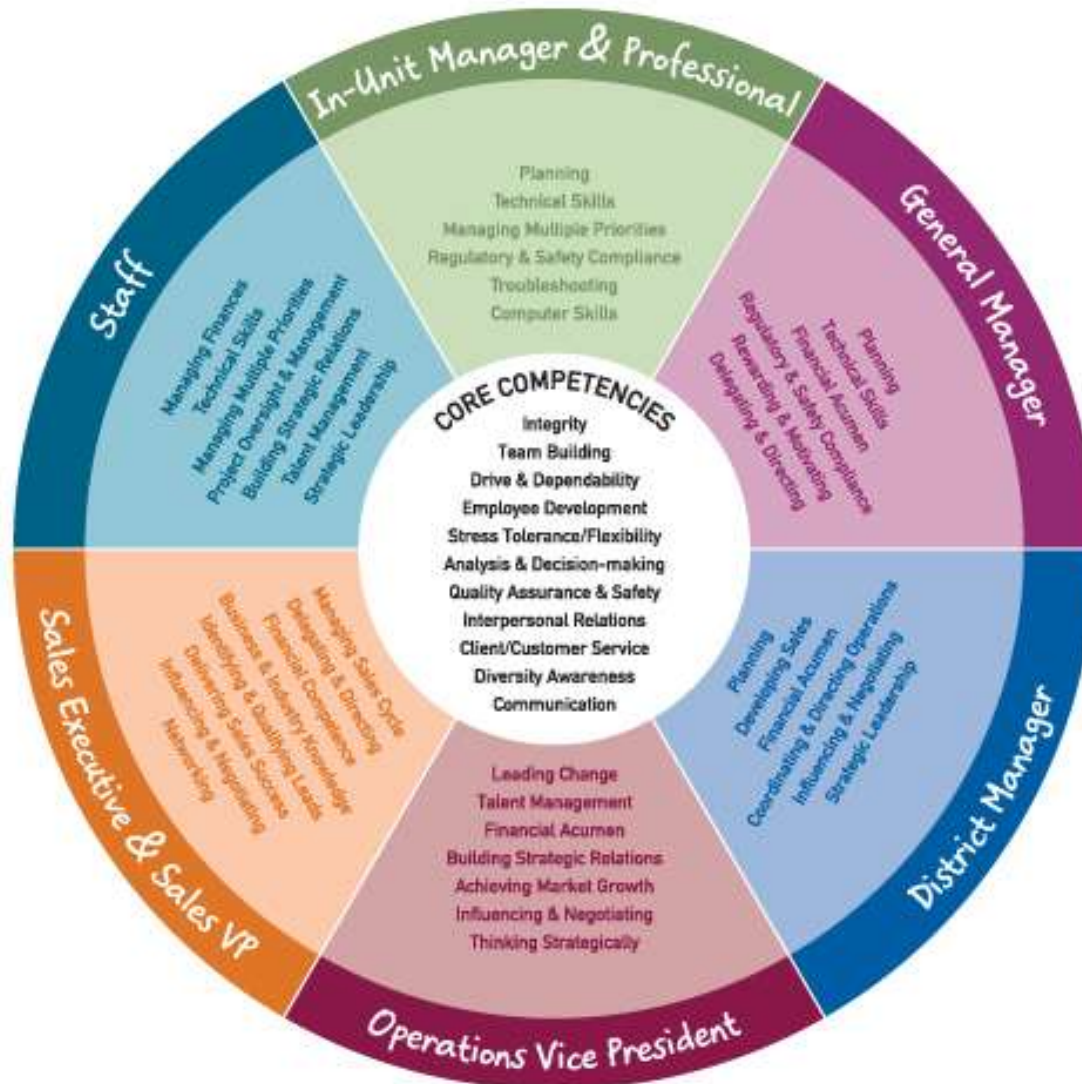 In-Unit Manager & Professional
Planning
Technical Skills
Managing Multiple Priorities
Regulatory & Safety Compliance
Troubleshooting
Computer Skills
General Manager
Planning
Technical Skills
Financial Acumen
Regulatory & Safety Compliance
Rewarding & Motivating
Delegating & Directing
District Manager
Planning
Developing Sales
Financial Acumen
Coordinating & Directing Operations
Influencing & Negotiating
Strategic Leadership
Operations Vice President
Leading Change
Talent Management
Financial Acumen
Building Strategic Relations
Achieving Market Growth
Influencing & Negotiating
Thinking Strategically
Sales Executive & Sales VP
Managing Sales Cycle
Delegating & Directing
Financial Competence
Business & Industry Knowledge
Identifying & Qualifying Leads
Delivering Sales Success
Influencing & Negotiating
Networking
Staff
Managing Finances
Technical Skills
Managing Multiple Priorities
Project Oversight & Management
Building Strategic Relations
Talent Management
Strategic Leadership
CORE COMPETENCIES
Integrity
Team Building
Drive & Dependability
Employee Development
Stress Tolerance/Flexibility
Analysis & Decision-making
Quality Assurance & Safety
Interpersonal Relations
Client/Customer Service
Diversity Awareness
Communication